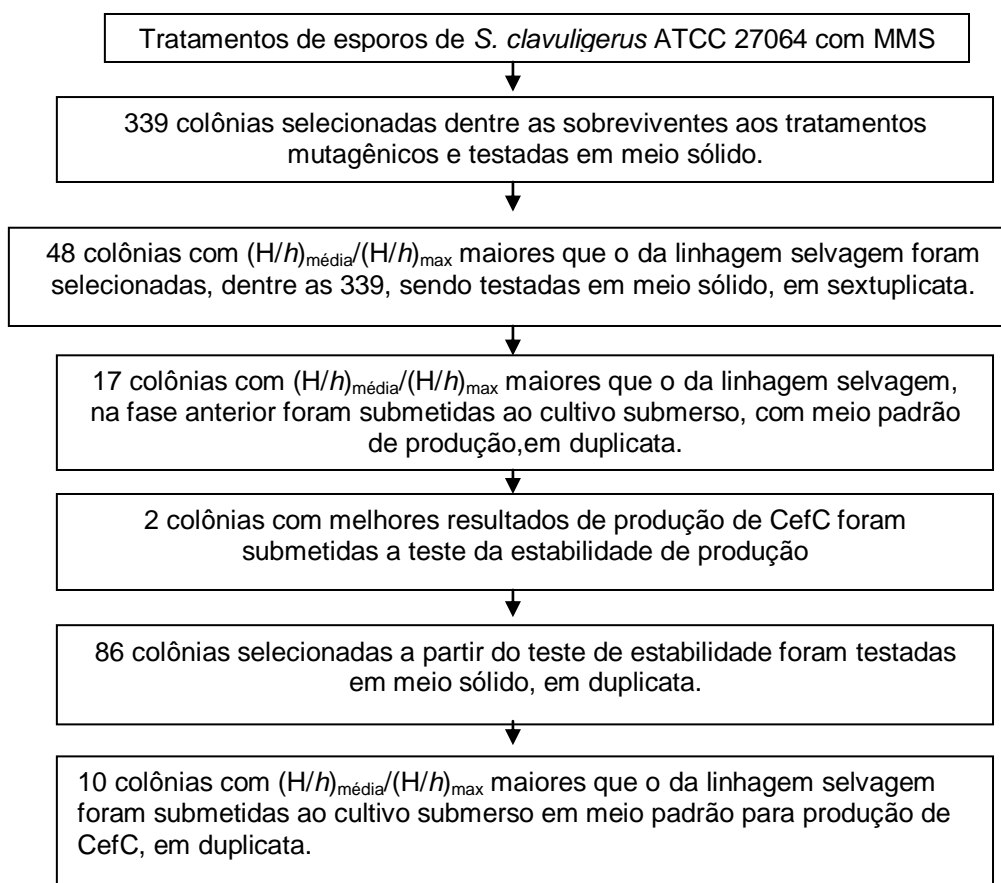 Tratamentos de esporos de S. clavuligerus ATCC 27064 com MMS
339 colônias selecionadas dentre as sobreviventes aos tratamentos
mutagênicos e testadas em meio sólido.
48 colônias com (H/h)média/(H/h)max maiores que o da linhagem selvagem foram
selecionadas, dentre as 339, sendo testadas em meio sólido, em sextuplicata.
17 colônias com (H/h)média/(H/h)max maiores que o da linhagem selvagem,
na fase anterior foram submetidas ao cultivo submerso, com meio padrão
de produção,em duplicata.
2 colônias com melhores resultados de produção de CefC foram
submetidas a teste da estabilidade de produção
86 colônias selecionadas a partir do teste de estabilidade foram testadas
em meio sólido, em duplicata.
10 colônias com (H/h)média/(H/h)max maiores que o da linhagem selvagem
foram submetidas ao cultivo submerso em meio padrão para produção de
CefC, em duplicata.